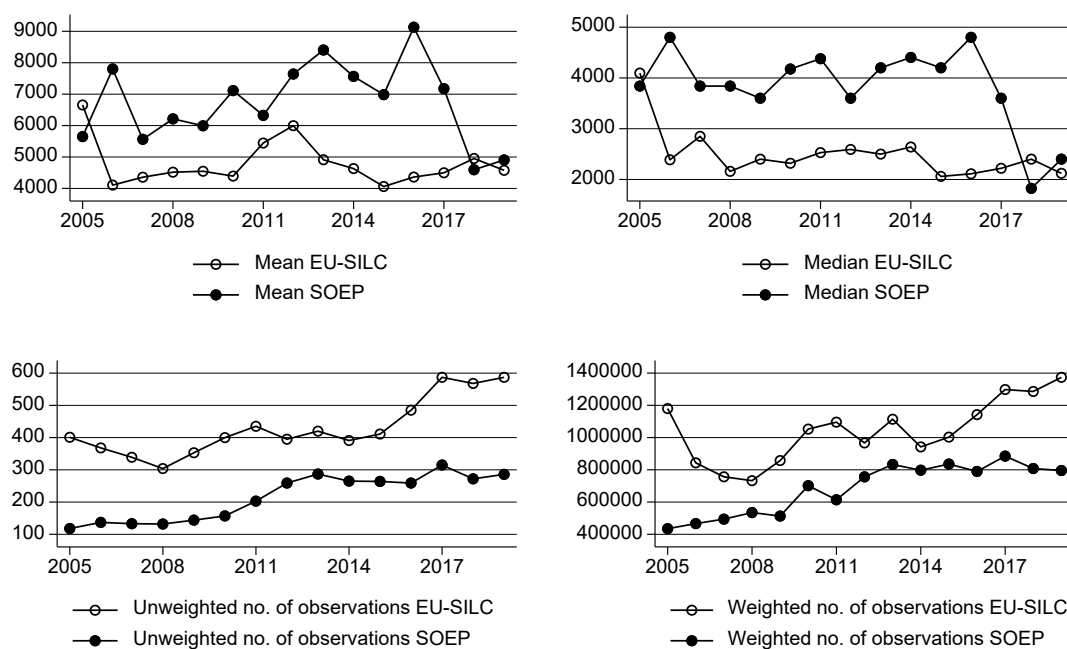 9000
8000
7000
6000
5000
4000
2005 2008 2011 2014 2017
Mean EU-SILC
Mean SOEP
4000
3000
2000
2005 2008 2011 2014 2017
Median EU-SILC
Median SOEP
600
500
400
300
200
100
2005 2008 2011 2014 2017
Unweighted no. of observations EU-SILC
Unweighted no. of observations SOEP
1400000
1200000
1000000
800000
600000
400000
2005 2008 2011 2014 2017
Weighted no. of observations EU-SILC
Weighted no. of observations SOEP